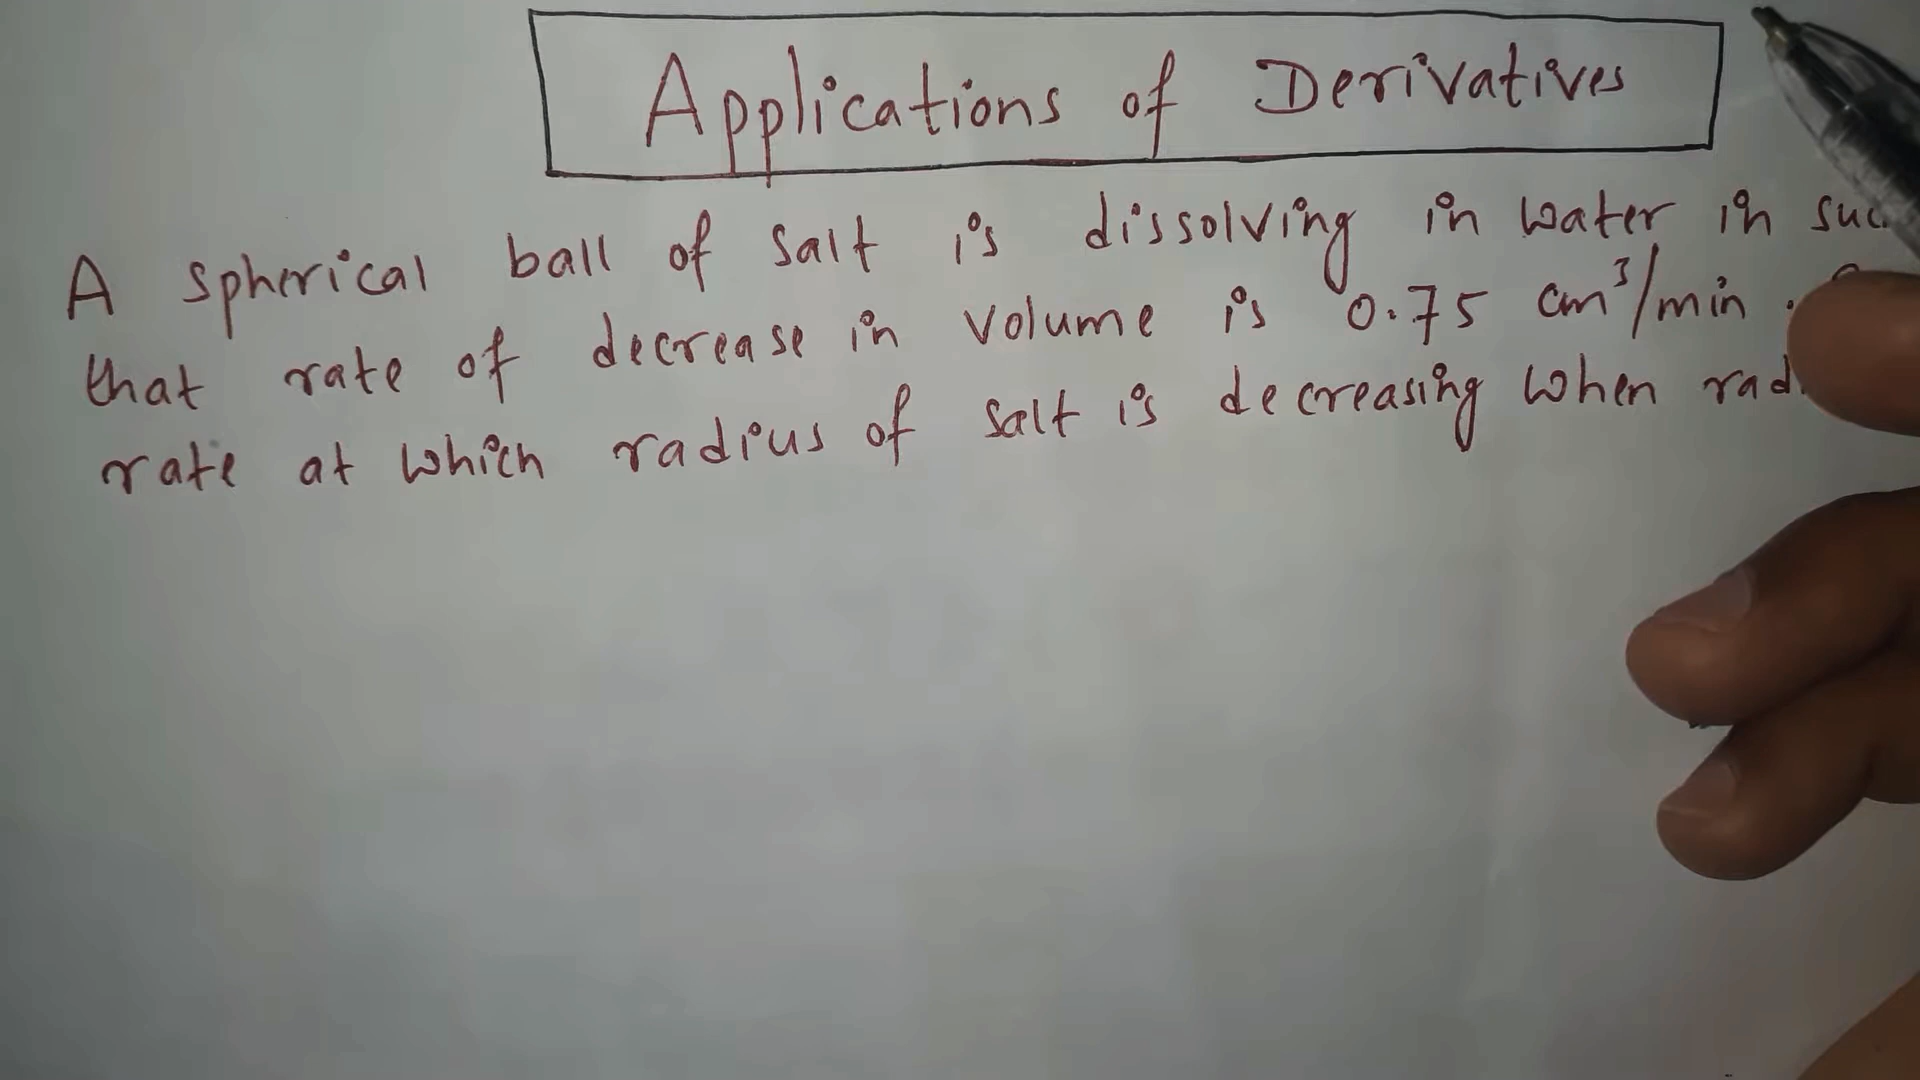 Applications of Derivatives
A spherical ball of salt is dissolving in water in
that rate of decrease in volume is 0.75 cm³/min.
rate at which radius of salt is decreasing when